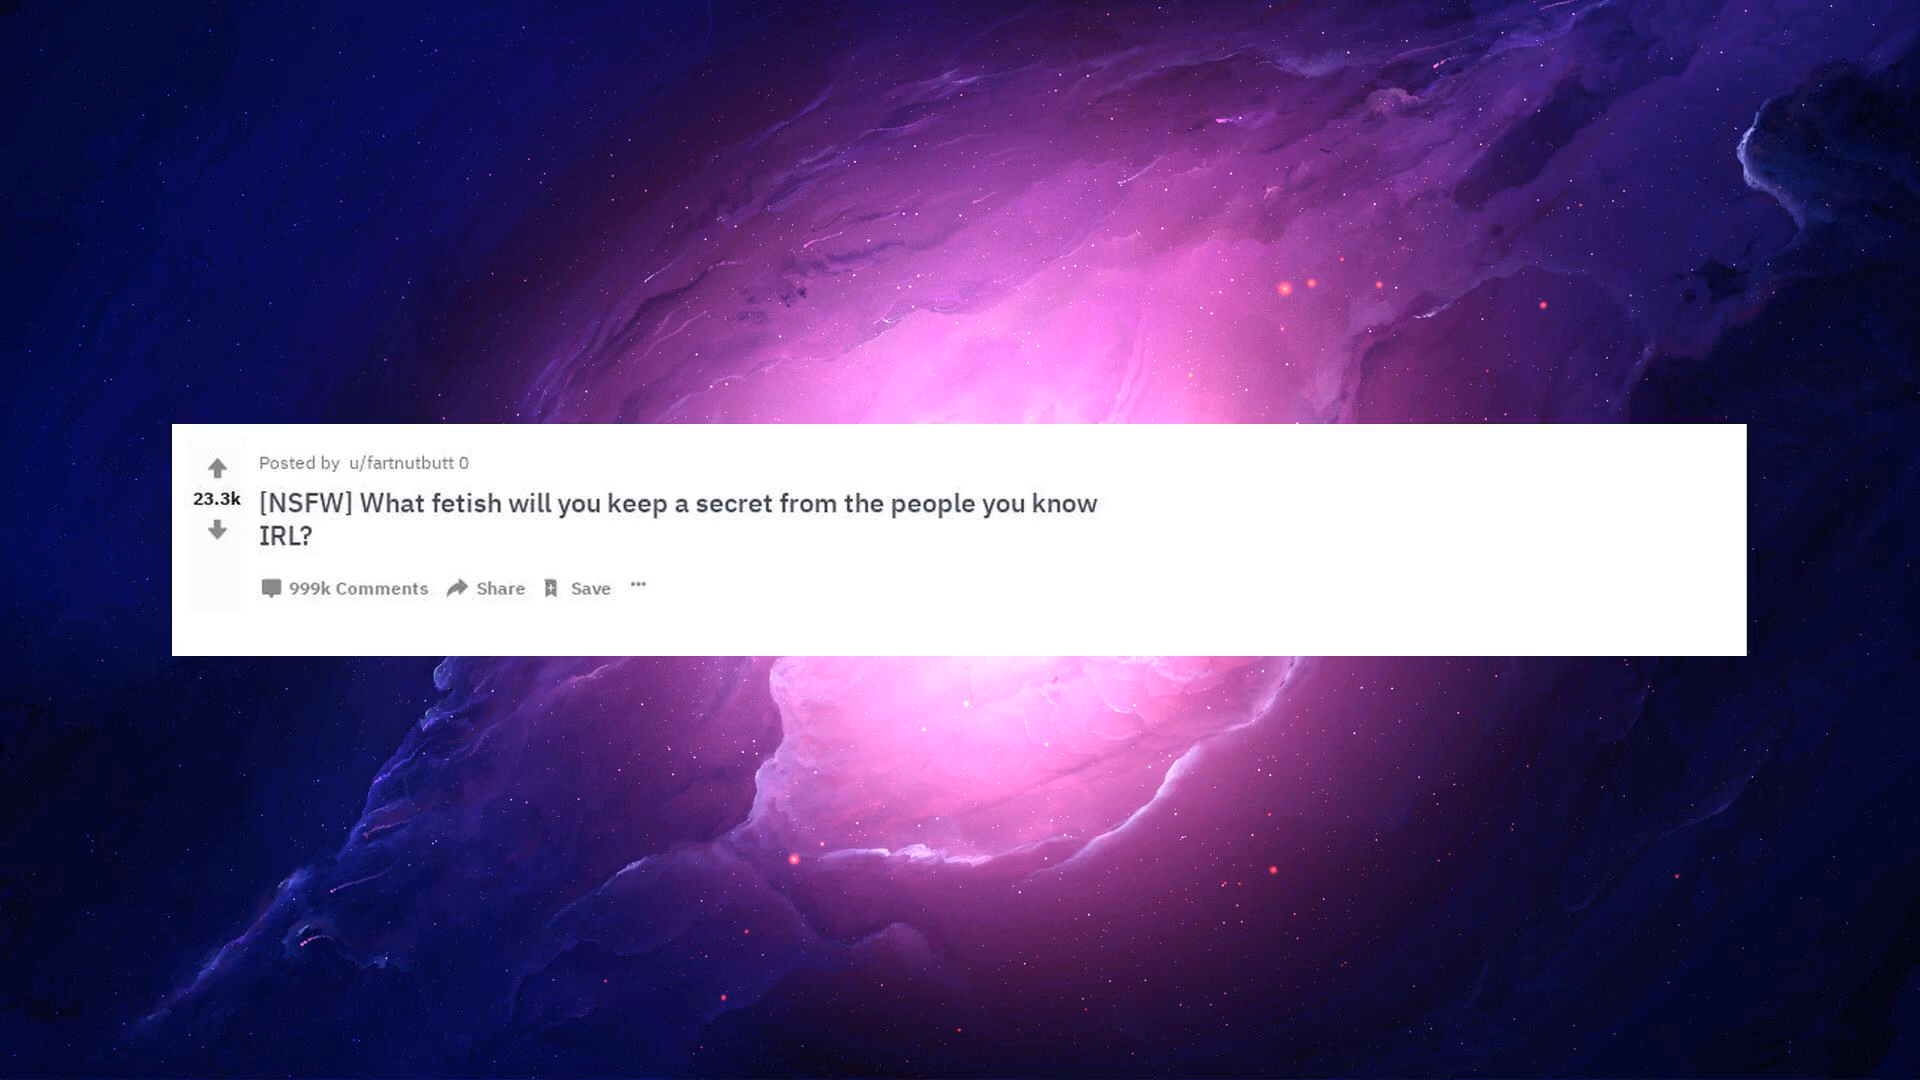 Posted by u/fartnutbutt 0
23.3k
[NSFW] What fetish will you keep a secret from the people you know
IRL?
999k Comments Share Save ...